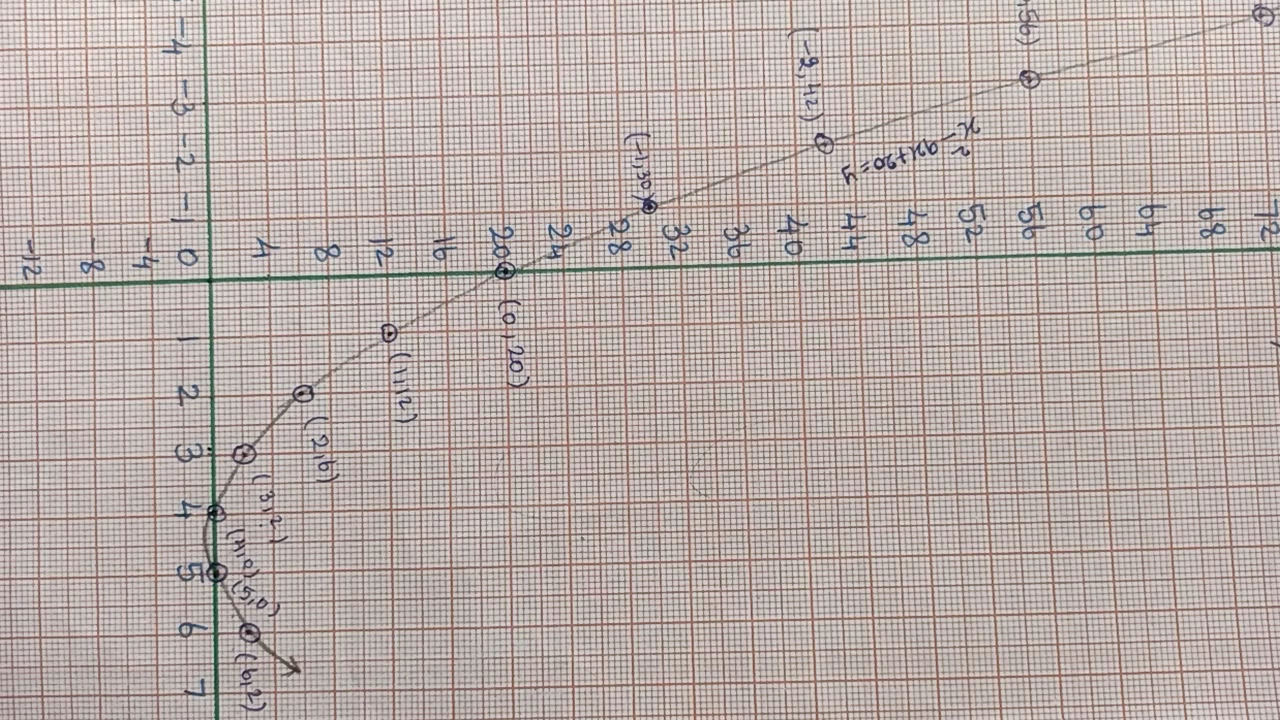 -4 -3 -2 -1 0 1 2 3 4 5 6 7
-12 -8 -4
4 8 12 16 20 24 28 32 36 40 44 48 52 56 60 64 68 72
,56)
(-2,42)
x²-9x+20=y
(-1,30)
(0,20)
(1,12)
(2,6)
(3,2)
(4,0)
(5,0)
(6,2)